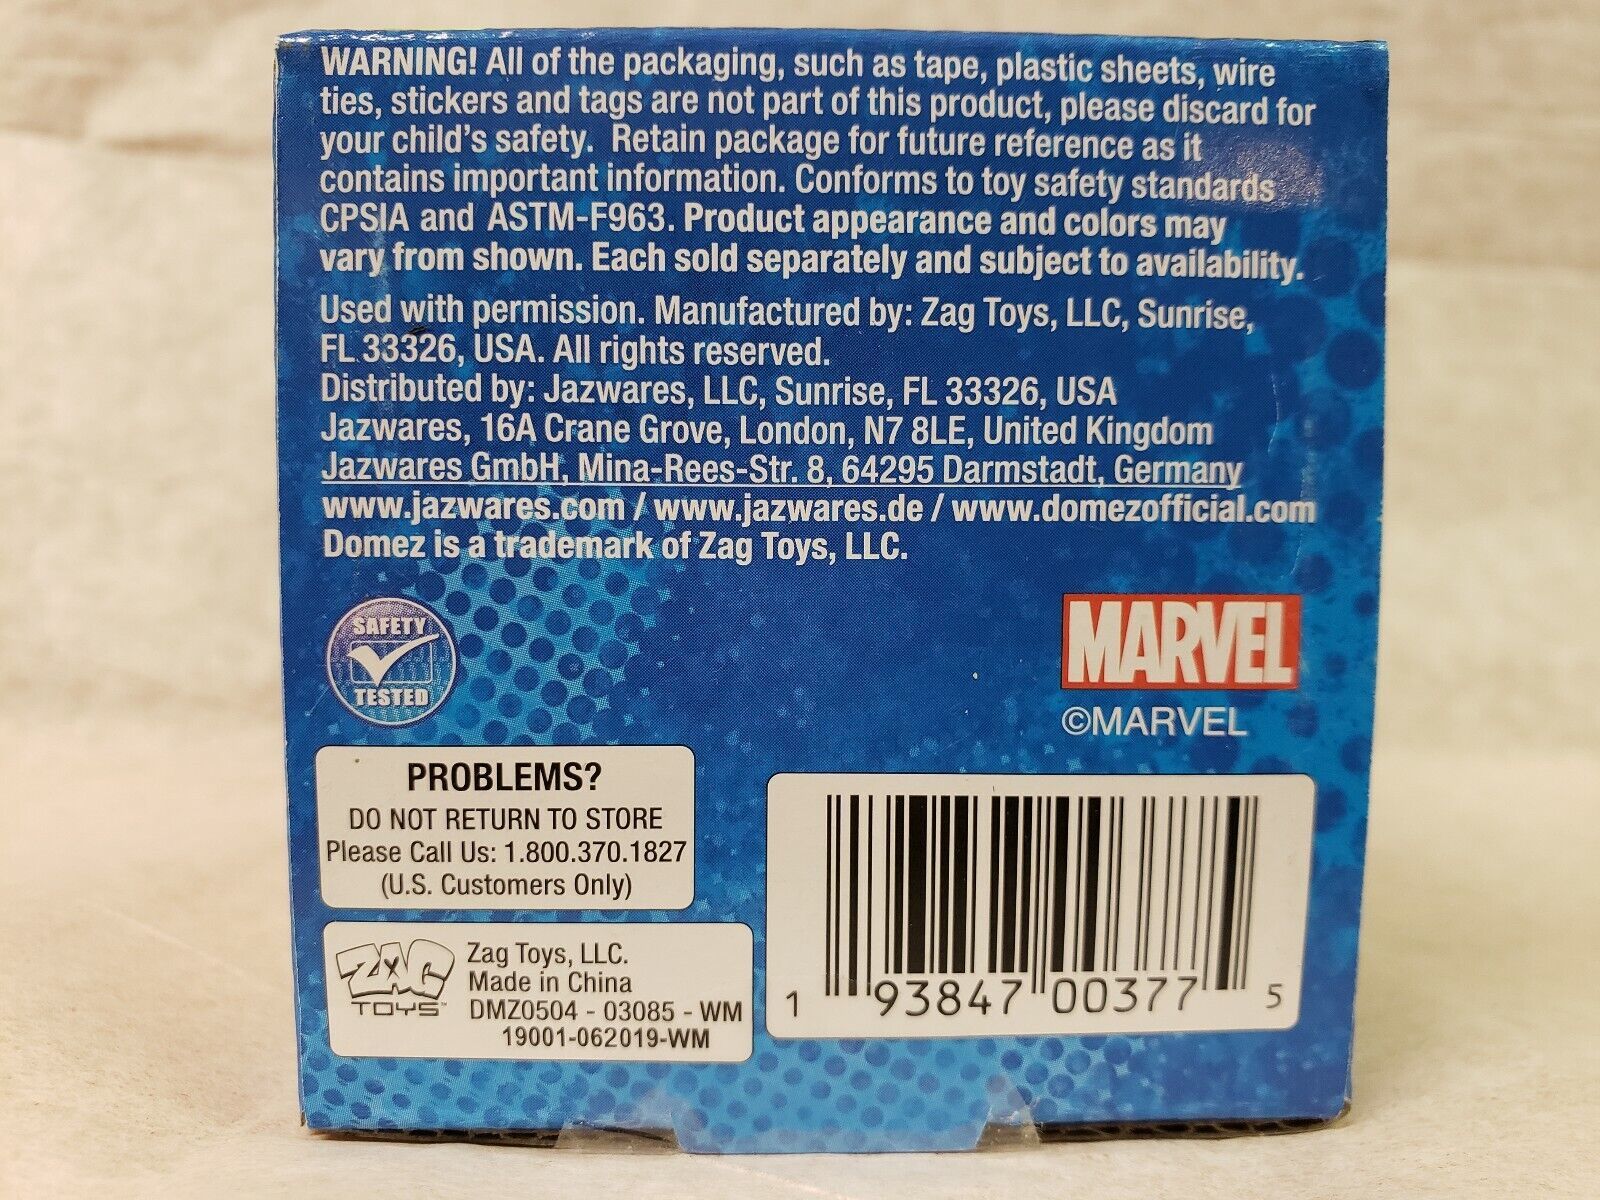 WARNING! All of the packaging, such as tape, plastic sheets, wire
ties, stickers and tags are not part of this product, please discard for
your child's safety.  Retain package for future reference as it
contains important information. Conforms to toy safety standards
CPSIA and ASTM-F963. Product appearance and colors may
vary from shown. Each sold separately and subject to availability.
Used with permission. Manufactured by: Zag Toys, LLC, Sunrise,
FL 33326, USA. All rights reserved.
Distributed by: Jazwares, LLC, Sunrise, FL 33326, USA
Jazwares, 16A Crane Grove, London, N7 8LE, United Kingdom
Jazwares GmbH, Mina-Rees-Str. 8, 64295 Darmstadt, Germany
www.jazwares.com / www.jazwares.de / www.domezofficial.com
Domez is a trademark of Zag Toys, LLC.
SAFETY
TESTED
MARVEL
©MARVEL
PROBLEMS?
DO NOT RETURN TO STORE
Please Call Us: 1.800.370.1827
(U.S. Customers Only)
ZAG
TOYS™
Zag Toys, LLC.
Made in China
DMZ0504 - 03085 - WM
19001-062019-WM
1 93847 00377 5